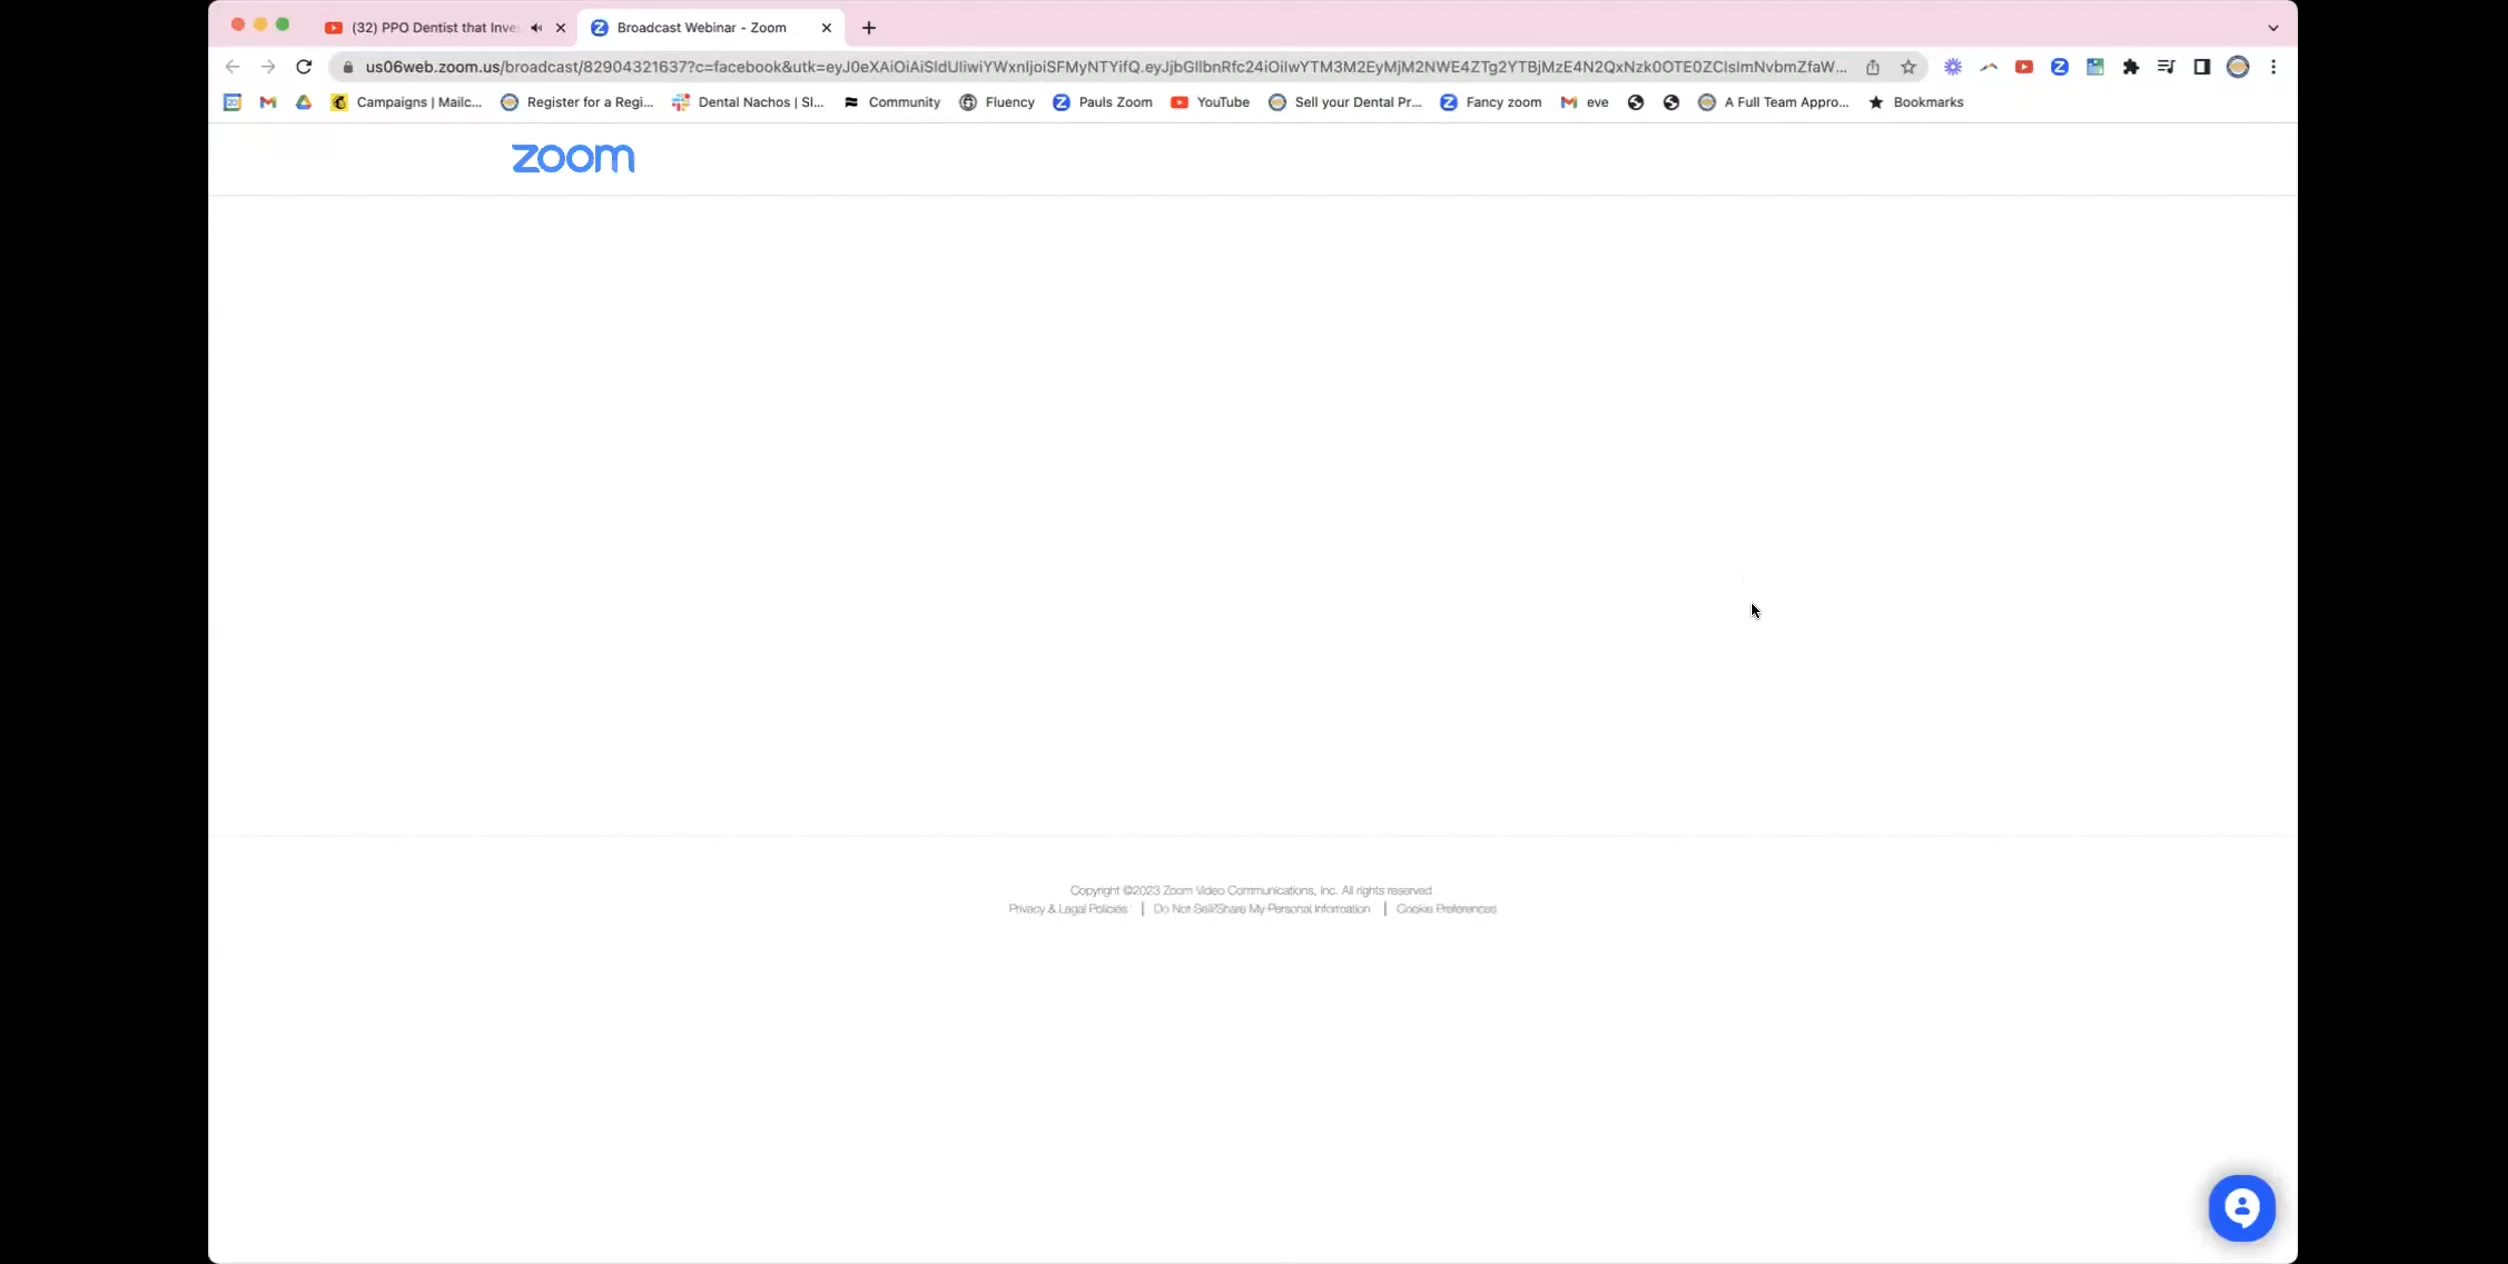 (32) PPO Dentist that Inve
Broadcast Webinar - Zoom
us06web.zoom.us/broadcast/82904321637?c=facebook&utk=
Campaigns | Mailc...
Register for a Regi...
Dental Nachos | Sl...
Community
Fluency
Pauls Zoom
YouTube
Sell your Dental Pr...
Fancy zoom
eve
A Full Team Appro...
Bookmarks
zoom
Copyright ©2023 Zoom Video Communications, Inc. All rights reserved.
Privacy & Legal Policies | Do Not Sell/Share My Personal Information | Cookie Preferences